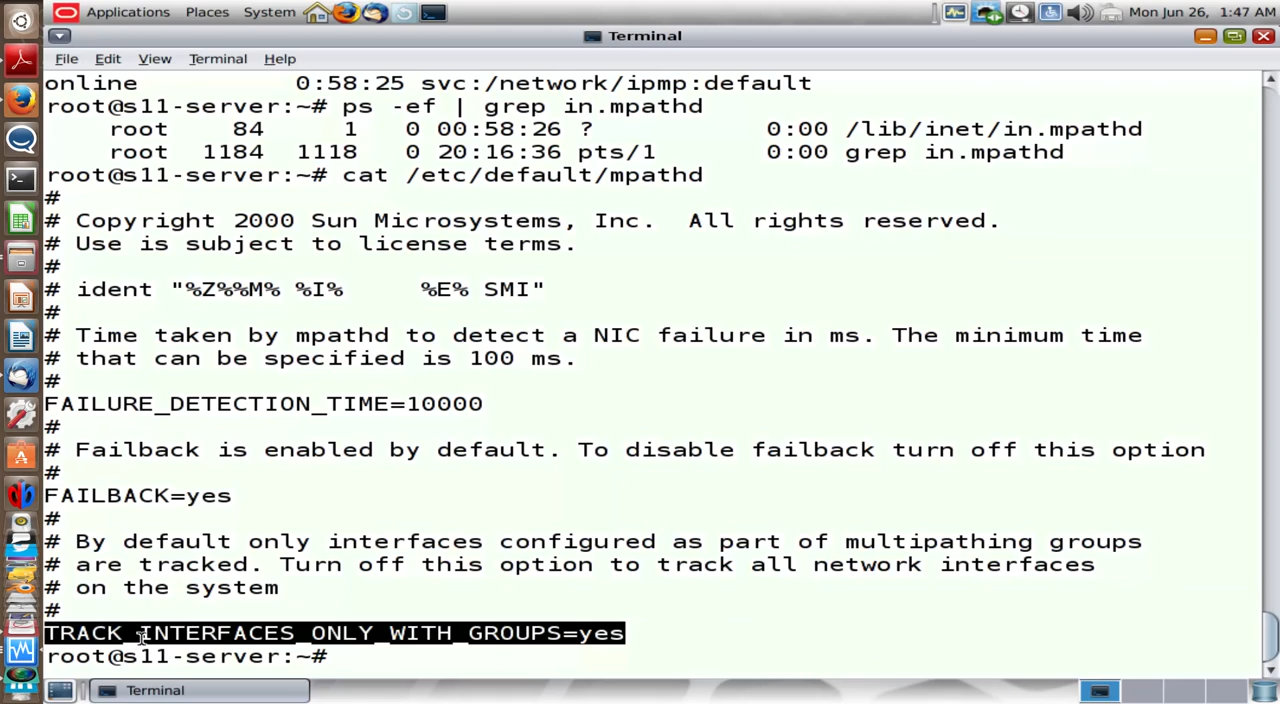 Applications Places System Mon Jun 26, 1:47 AM
Terminal
File Edit View Terminal Help
online 0:58:25 svc:/network/ipmp:default
root@s11-server:~# ps -ef | grep in.mpathd
root 84 1 0 00:58:26 ? 0:00 /lib/inet/in.mpathd
root 1184 1118 0 20:16:36 pts/1 0:00 grep in.mpathd
root@s11-server:~# cat /etc/default/mpathd
#
# Copyright 2000 Sun Microsystems, Inc. All rights reserved.
# Use is subject to license terms.
#
# ident "%Z%%M% %I% %E% SMI"
#
# Time taken by mpathd to detect a NIC failure in ms. The minimum time
# that can be specified is 100 ms.
#
FAILURE_DETECTION_TIME=10000
#
# Failback is enabled by default. To disable failback turn off this option
#
FAILBACK=yes
#
# By default only interfaces configured as part of multipathing groups
# are tracked. Turn off this option to track all network interfaces
# on the system
#
TRACK_INTERFACES_ONLY_WITH_GROUPS=yes
root@s11-server:~#
Terminal